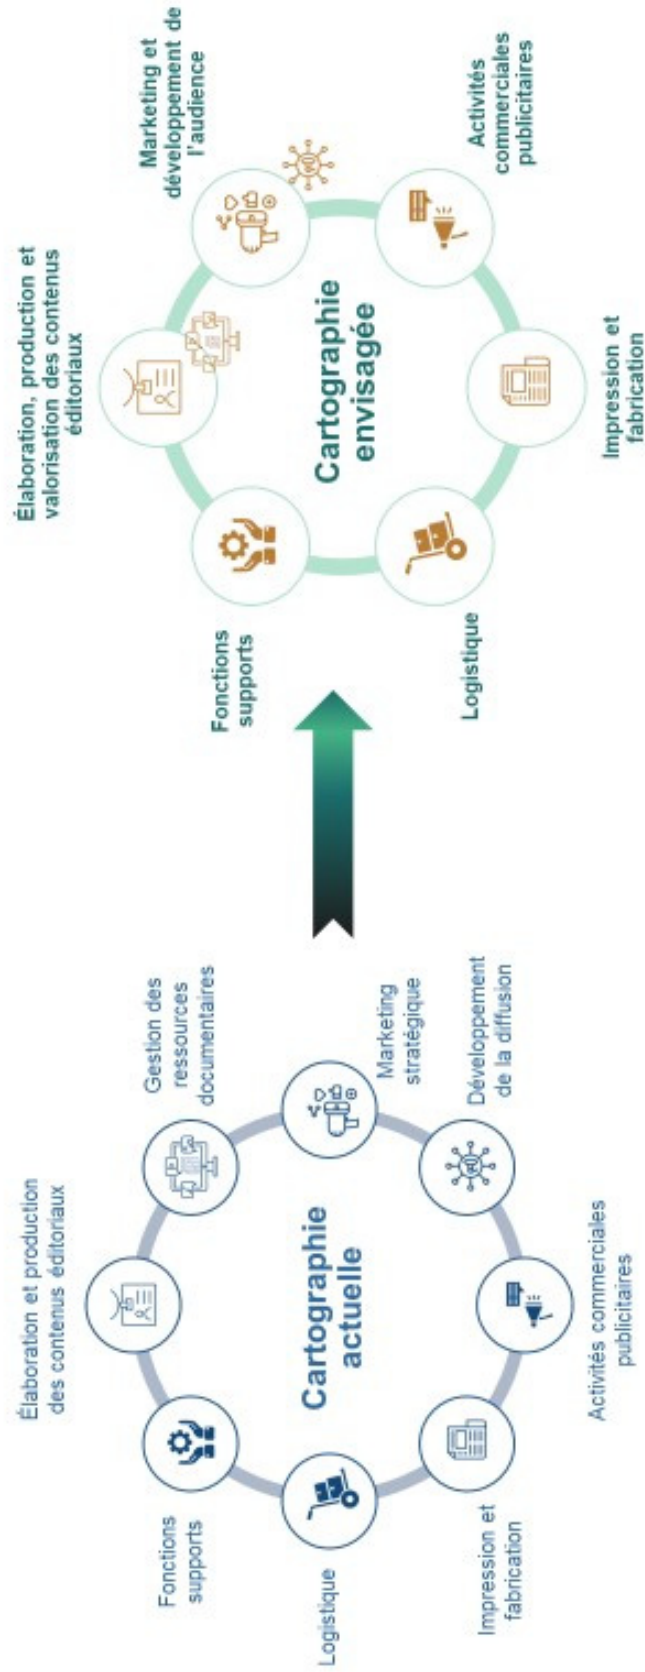 Élaboration et production
des contenus éditoriaux
Gestion des
ressources
documentaires
Marketing
stratégique
Développement
de la diffusion
Activités commerciales
publicitaires
Impression et
fabrication
Logistique
Fonctions
supports
Cartographie
actuelle
Élaboration, production et
valorisation des contenus
éditoriaux
Marketing et
développement de
l'audience
Activités
commerciales
publicitaires
Impression et
fabrication
Logistique
Fonctions
supports
Cartographie
envisagée